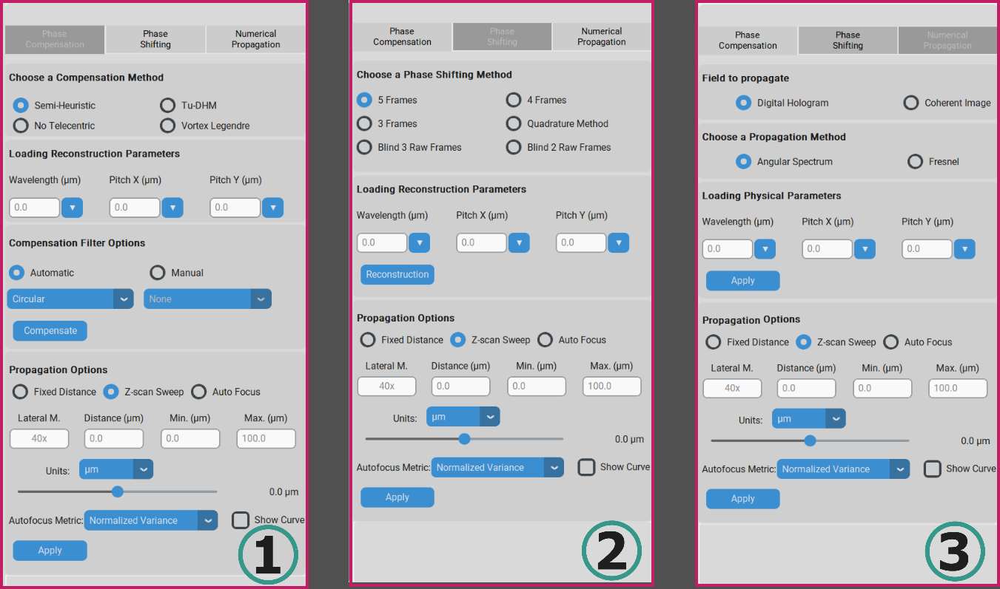 Phase
Compensation
Phase
Shifting
Numerical
Propagation
Choose a Compensation Method
Semi-Heuristic
Tu-DHM
No Telecentric
Vortex Legendre
Loading Reconstruction Parameters
Wavelength (μm)
Pitch X (μm)
Pitch Y (μm)
0.0
▼
0.0
▼
0.0
▼
Compensation Filter Options
Automatic
Manual
Circular
None
Compensate
Propagation Options
Fixed Distance
Z-scan Sweep
Auto Focus
Lateral M.
Distance (μm)
Min. (μm)
Max. (μm)
40x
0.0
0.0
100.0
Units:
μm
0.0 μm
Autofocus Metric:
Normalized Variance
Show Curve
Apply
1
Phase
Compensation
Phase
Shifting
Numerical
Propagation
Choose a Phase Shifting Method
5 Frames
4 Frames
3 Frames
Quadrature Method
Blind 3 Raw Frames
Blind 2 Raw Frames
Loading Reconstruction Parameters
Wavelength (μm)
Pitch X (μm)
Pitch Y (μm)
0.0
▼
0.0
▼
0.0
▼
Reconstruction
Propagation Options
Fixed Distance
Z-scan Sweep
Auto Focus
Lateral M.
Distance (μm)
Min. (μm)
Max. (μm)
40x
0.0
0.0
100.0
Units:
μm
0.0 μm
Autofocus Metric:
Normalized Variance
Show Curve
Apply
2
Phase
Compensation
Phase
Shifting
Numerical
Propagation
Field to propagate
Digital Hologram
Coherent Image
Choose a Propagation Method
Angular Spectrum
Fresnel
Loading Physical Parameters
Wavelength (μm)
Pitch X (μm)
Pitch Y (μm)
0.0
▼
0.0
▼
0.0
▼
Apply
Propagation Options
Fixed Distance
Z-scan Sweep
Auto Focus
Lateral M.
Distance (μm)
Min. (μm)
Max. (μm)
40x
0.0
0.0
100.0
Units:
μm
0.0 μm
Autofocus Metric:
Normalized Variance
Show Curve
Apply
3